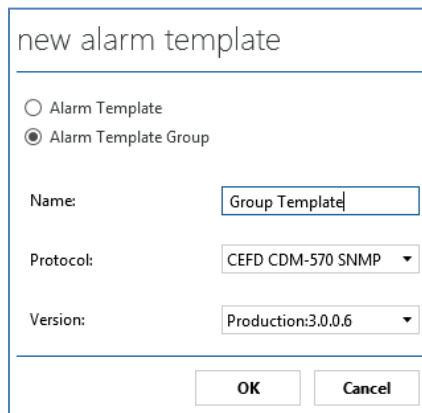 new alarm template
Alarm Template
Alarm Template Group
Name: Group Template
Protocol: CEFD CDM-570 SNMP
Version: Production:3.0.0.6
OK Cancel